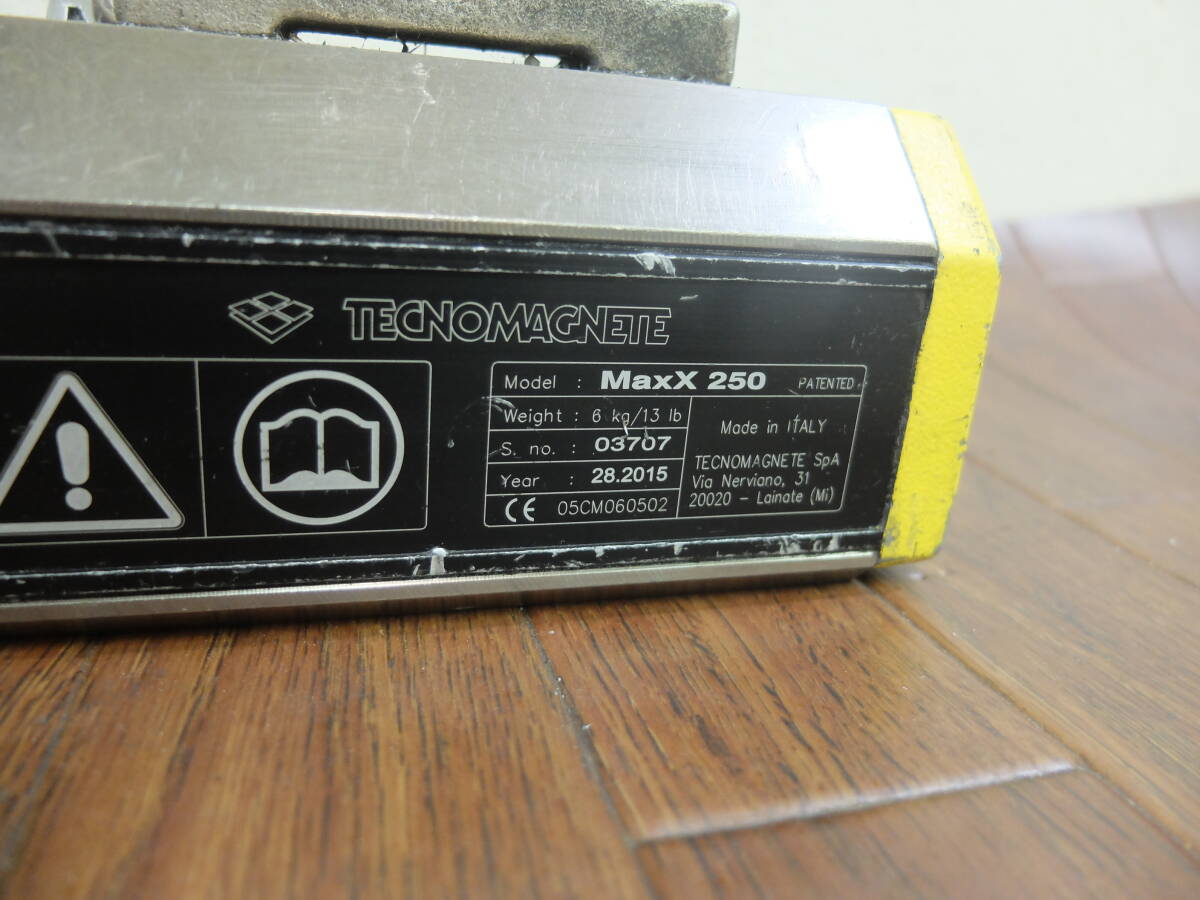 TECNOMAGNETE
Model : MaxX 250 PATENTED
Weight : 6 kg/13 lb
S. no. : 03707
Year : 28.2015
CE 05CM060502
Made in ITALY
TECNOMAGNETE SpA
Via Nerviano, 31
20020 - Lainate (Mi)